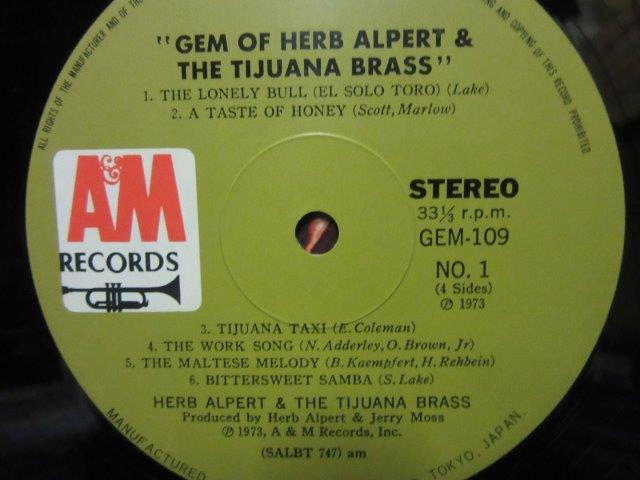 ALL RIGHTS OF THE MANUFACTURER AND OF THE
AND COPYING OF THIS RECORD PROHIBITED
"GEM OF HERB ALPERT &
THE TIJUANA BRASS"
1. THE LONELY BULL (EL SOLO TORO) (Lake)
2. A TASTE OF HONEY (Scott, Marlow)
A&M
RECORDS
STEREO
33⅓ r.p.m.
GEM-109
NO. 1
(4 Sides)
Ⓟ 1973
3. TIJUANA TAXI (E. Coleman)
4. THE WORK SONG (N. Adderley, O. Brown, Jr)
5. THE MALTESE MELODY (B. Kaempfert, H. Rehbein)
6. BITTERSWEET SAMBA (S. Lake)
HERB ALPERT & THE TIJUANA BRASS
Produced by Herb Alpert & Jerry Moss
Ⓟ 1973, A & M Records, Inc.
(SALBT 747) am
MANUFACTURED
TOKYO, JAPAN.